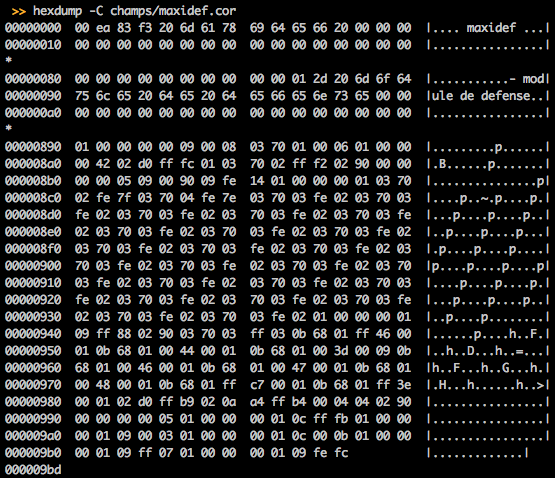 >> hexdump -C champs/maxidef.cor
00000000 00 ea 83 f3 20 6d 61 78 69 64 65 66 20 00 00 00 |.... maxidef ...|
00000010 00 00 00 00 00 00 00 00 00 00 00 00 00 00 00 00 |................|
*
00000080 00 00 00 00 00 00 00 00 00 00 01 2d 20 6d 6f 64 |...........- mod|
00000090 75 6c 65 20 64 65 20 64 65 66 65 6e 73 65 00 00 |ule de defense..|
000000a0 00 00 00 00 00 00 00 00 00 00 00 00 00 00 00 00 |................|
*
00000890 01 00 00 00 00 09 00 08 03 70 01 00 06 01 00 00 |.........p......|
000008a0 00 42 02 d0 ff fc 01 03 70 02 ff f2 02 90 00 00 |.B......p.......|
000008b0 00 00 05 09 00 90 09 fe 14 01 00 00 00 01 03 70 |...............p|
000008c0 02 fe 7f 03 70 04 fe 7e 03 70 03 fe 02 03 70 03 |....p..~.p....p.|
000008d0 fe 02 03 70 03 fe 02 03 70 03 fe 02 03 70 03 fe |...p....p....p..|
000008e0 02 03 70 03 fe 02 03 70 03 fe 02 03 70 03 fe 02 |..p....p....p...|
000008f0 03 70 03 fe 02 03 70 03 fe 02 03 70 03 fe 02 03 |.p....p....p....|
00000900 70 03 fe 02 03 70 03 fe 02 03 70 03 fe 02 03 70 |p....p....p....p|
00000910 03 fe 02 03 70 03 fe 02 03 70 03 fe 02 03 70 03 |....p....p....p.|
00000920 fe 02 03 70 03 fe 02 03 70 03 fe 02 03 70 03 fe |...p....p....p..|
00000930 02 03 70 03 fe 02 03 70 03 fe 02 01 00 00 00 01 |..p....p........|
00000940 09 ff 88 02 90 03 70 03 ff 03 0b 68 01 ff 46 00 |......p....h..F.|
00000950 01 0b 68 01 00 44 00 01 0b 68 01 00 3d 00 09 0b |..h..D...h..=...|
00000960 68 01 00 46 00 01 0b 68 01 00 47 00 01 0b 68 01 |h..F...h..G...h.|
00000970 00 48 00 01 0b 68 01 ff c7 00 01 0b 68 01 ff 3e |.H...h......h..>|
00000980 00 01 02 d0 ff b9 02 0a a4 ff b4 00 04 04 02 90 |................|
00000990 00 00 00 00 05 01 00 00 00 01 0c ff fb 01 00 00 |................|
000009a0 00 01 09 00 03 01 00 00 00 01 0c 00 0b 01 00 00 |................|
000009b0 00 01 09 ff 07 01 00 00 00 01 09 fe fc |.............|
000009bd